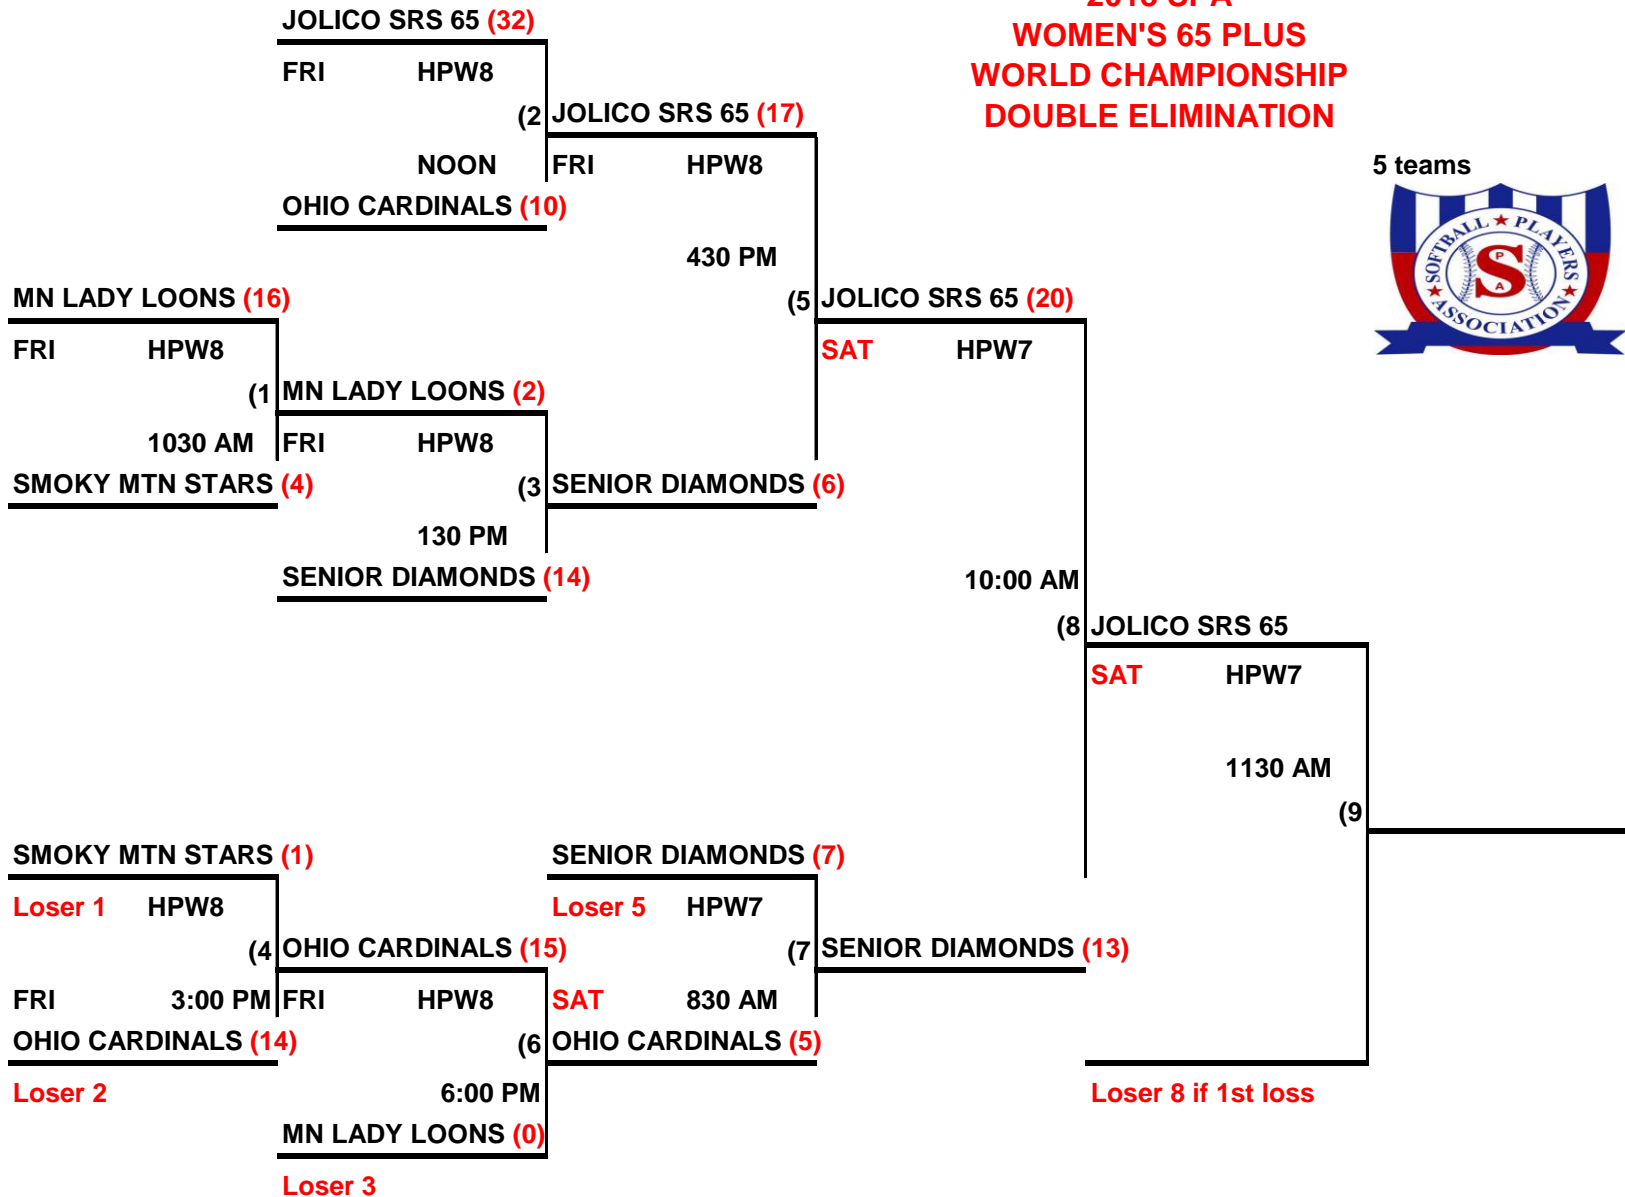 JOLICO SRS 65 (32)
WOMEN'S 65 PLUS
WORLD CHAMPIONSHIP
DOUBLE ELIMINATION
FRI HPW8
(2 JOLICO SRS 65 (17)
NOON FRI HPW8
5 teams
OHIO CARDINALS (10)
SOFTBALL PLAYERS
S
P
A
ASSOCIATION
430 PM
MN LADY LOONS (16)
(5 JOLICO SRS 65 (20)
FRI HPW8
SAT HPW7
(1 MN LADY LOONS (2)
1030 AM FRI HPW8
SMOKY MTN STARS (4)
(3 SENIOR DIAMONDS (6)
130 PM
SENIOR DIAMONDS (14)
10:00 AM
(8 JOLICO SRS 65
SAT HPW7
1130 AM
(9
SMOKY MTN STARS (1)
SENIOR DIAMONDS (7)
Loser 1 HPW8
Loser 5 HPW7
(4 OHIO CARDINALS (15)
(7 SENIOR DIAMONDS (13)
FRI 3:00 PM FRI HPW8
SAT 830 AM
OHIO CARDINALS (14)
(6 OHIO CARDINALS (5)
Loser 2
6:00 PM
Loser 8 if 1st loss
MN LADY LOONS (0)
Loser 3